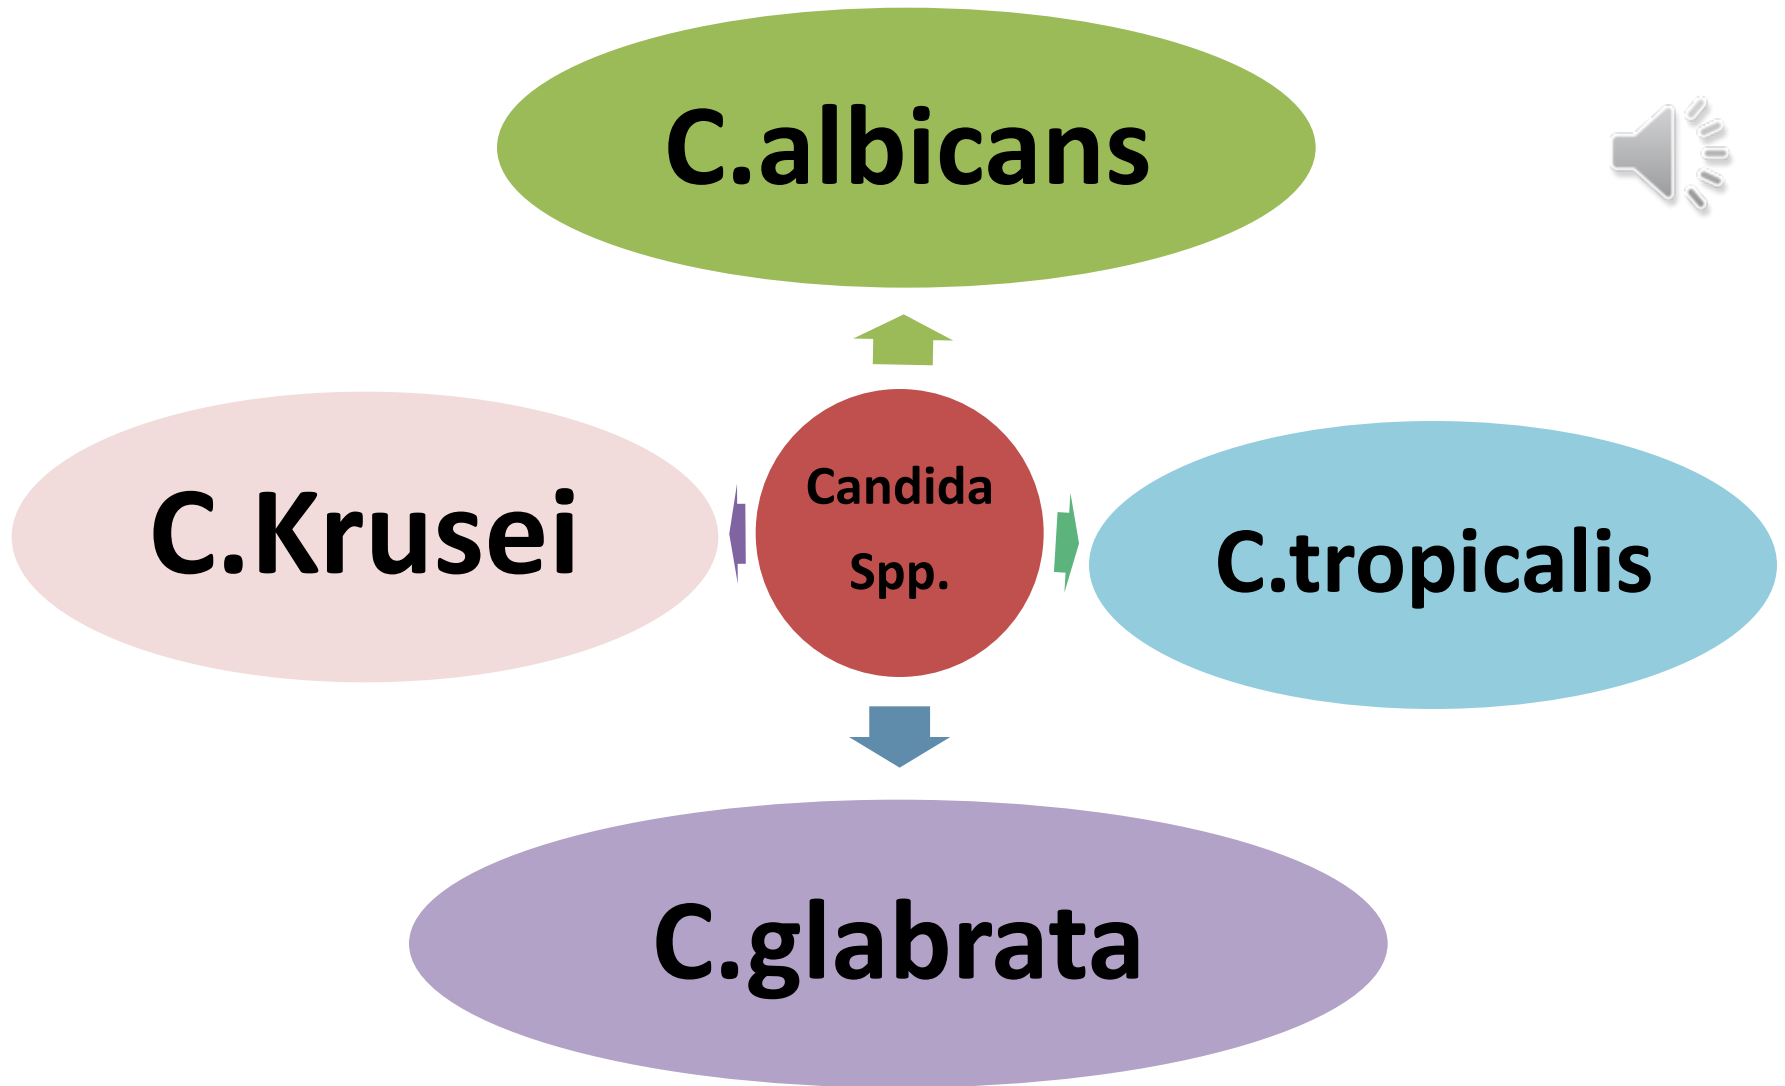 C.albicans
C.Krusei
Candida
Spp.
C.tropicalis
C.glabrata